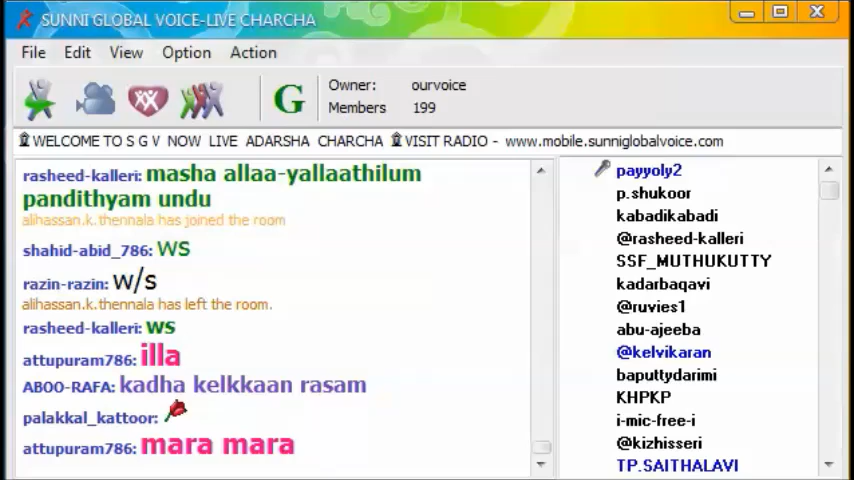 SUNNI GLOBAL VOICE-LIVE CHARCHA
File Edit View Option Action
G
Owner: ourvoice
Members 199
WELCOME TO S G V NOW LIVE ADARSHA CHARCHA VISIT RADIO - www.mobile.sunniglobalvoice.com
rasheed-kalleri: masha allaa-yallaathilum
pandithyam undu
alihassan.k.thennala has joined the room
shahid-abid_786: ws
razin-razin: w/s
alihassan.k.thennala has left the room.
rasheed-kalleri: ws
attupuram786: illa
ABOO-RAFA: kadha kelkkaan rasam
palakkal_kattoor:
attupuram786: mara mara
payyoly2
p.shukoor
kabadikabadi
@rasheed-kalleri
SSF_MUTHUKUTTY
kadarbaqavi
@ruvies1
abu-ajeeba
@kelvikaran
baputtydarimi
KHPKP
i-mic-free-i
@kizhisseri
TP.SAITHALAVI